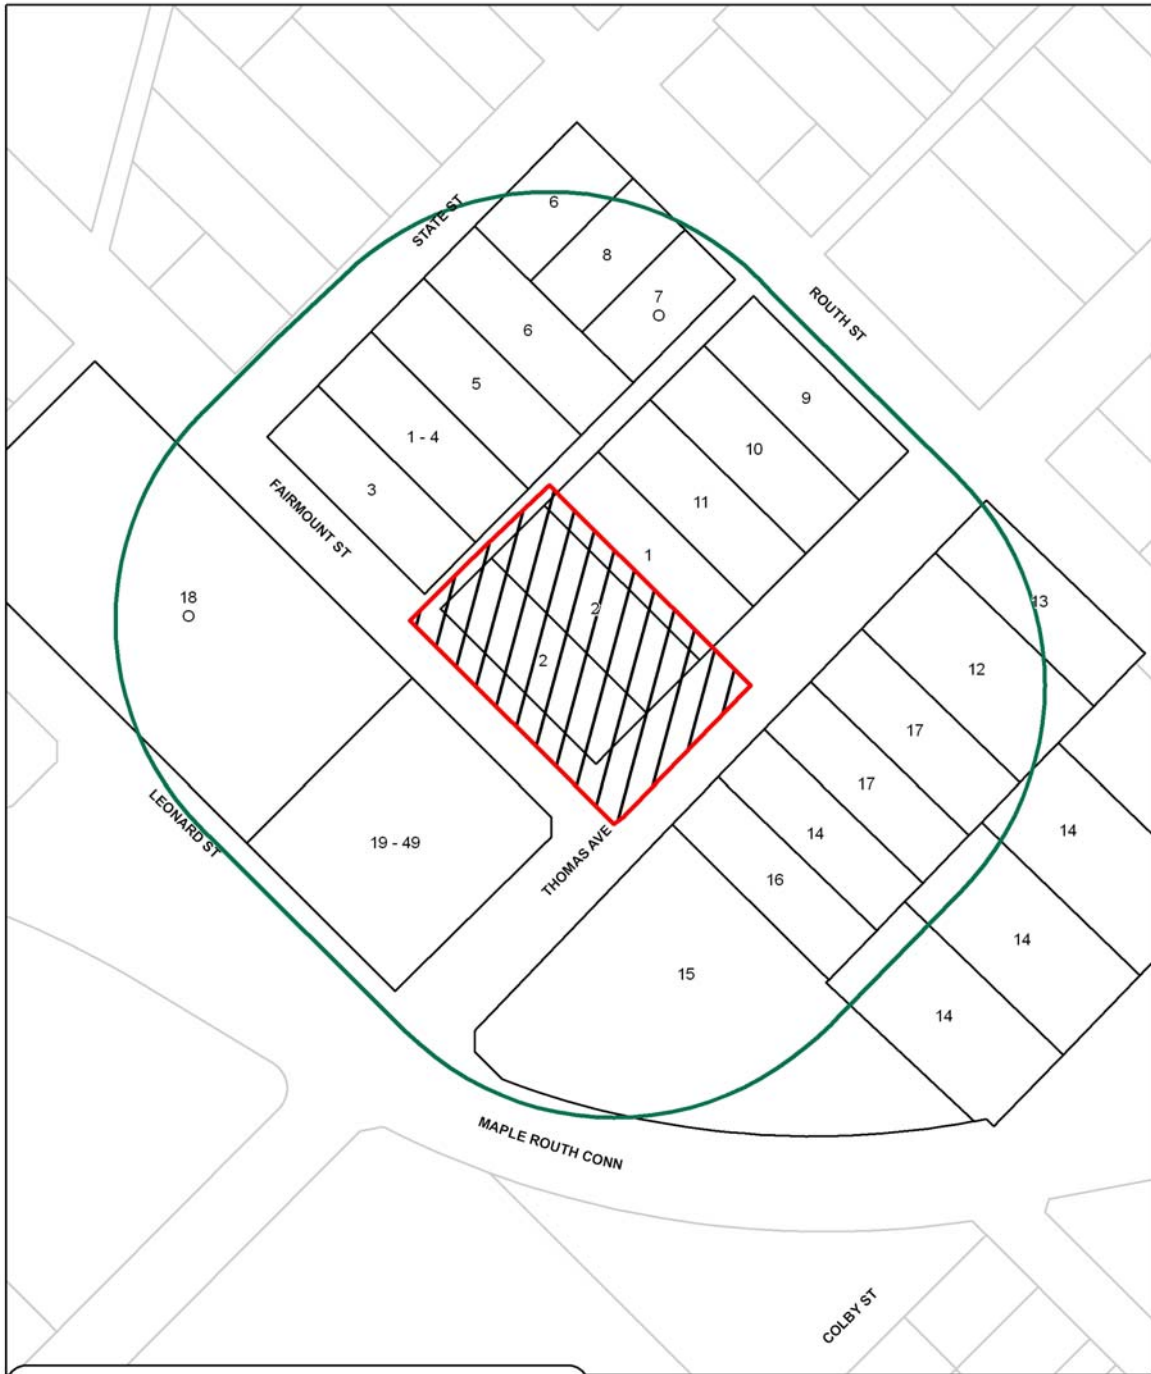 6
STATE ST
8
7
ROUTH ST
6
5
9
1 - 4
10
3
11
FAIRMOUNT ST
1
18
2
13
2
12
17
17
LEONARD ST
14
14
19 - 49
THOMAS AVE
16
14
15
14
MAPLE ROUTH CONN
COLBY ST